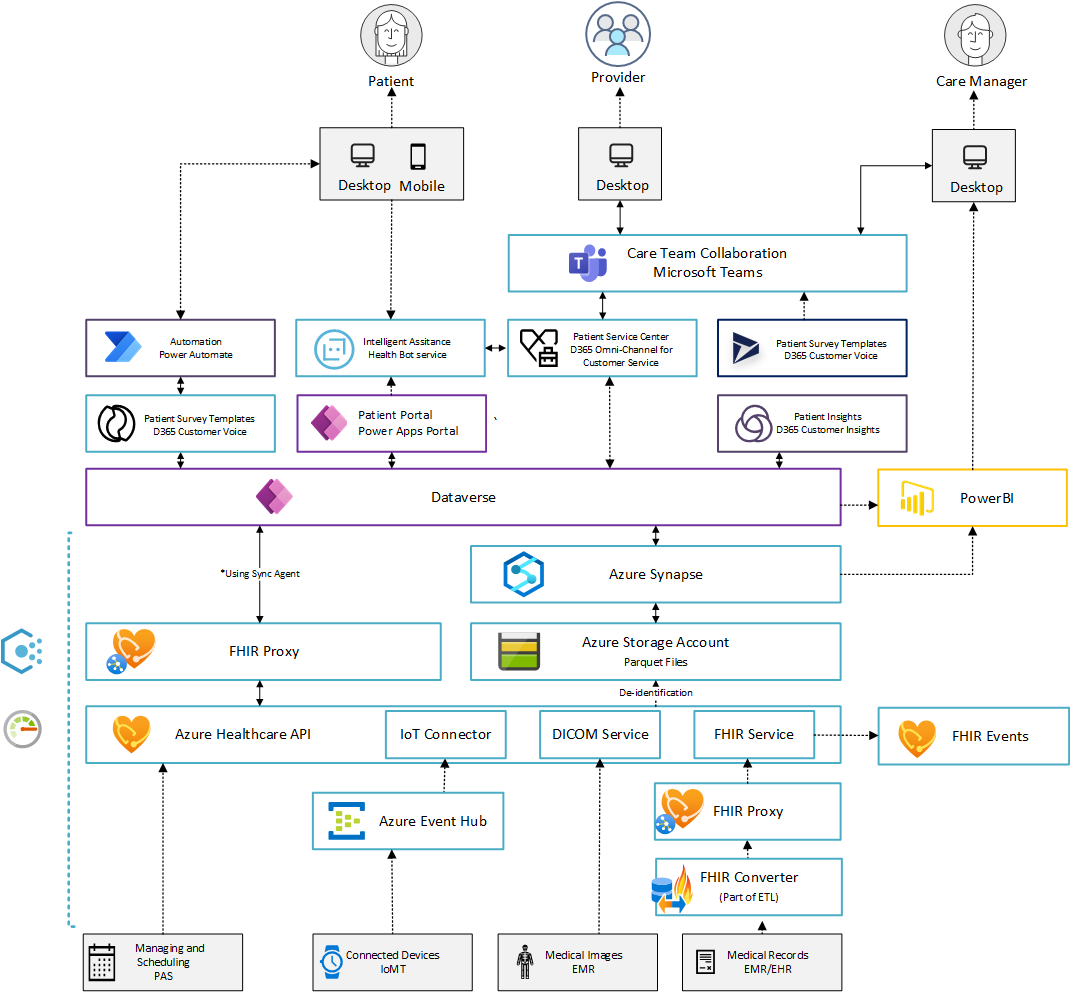 Patient
Provider
Care Manager
Desktop
Mobile
Desktop
Desktop
Care Team Collaboration
Microsoft Teams
T
Automation
Power Automate
Intelligent Assitance
Health Bot service
Patient Service Center
D365 Omni-Channel for
Customer Service
Patient Survey Templates
D365 Customer Voice
Patient Survey Templates
D365 Customer Voice
Patient Portal
Power Apps Portal
`
Patient Insights
D365 Customer Insights
Dataverse
PowerBI
*Using Sync Agent
Azure Synapse
FHIR Proxy
Azure Storage Account
Parquet Files
De-identification
Azure Healthcare API
IoT Connector
DICOM Service
FHIR Service
FHIR Events
Azure Event Hub
FHIR Proxy
FHIR Converter
(Part of ETL)
Managing and
Scheduling
PAS
Connected Devices
IoMT
Medical Images
EMR
Medical Records
EMR/EHR